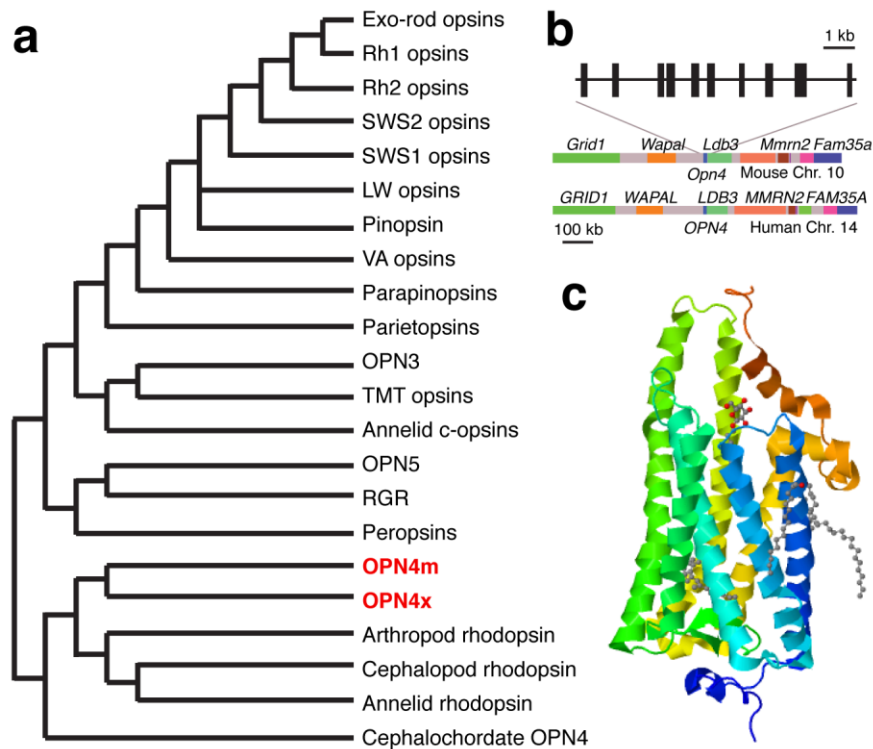 a
Exo-rod opsins
Rh1 opsins
Rh2 opsins
SWS2 opsins
SWS1 opsins
LW opsins
Pinopsin
VA opsins
Parapinopsins
Parietopsins
OPN3
TMT opsins
Annelid c-opsins
OPN5
RGR
Peropsins
OPN4m
OPN4x
Arthropod rhodopsin
Cephalopod rhodopsin
Annelid rhodopsin
Cephalochordate OPN4
b
1 kb
Grid1 Wapal Ldb3 Mmrn2 Fam35a
Opn4 Mouse Chr. 10
GRID1 WAPAL LDB3 MMRN2 FAM35A
100 kb OPN4 Human Chr. 14
c